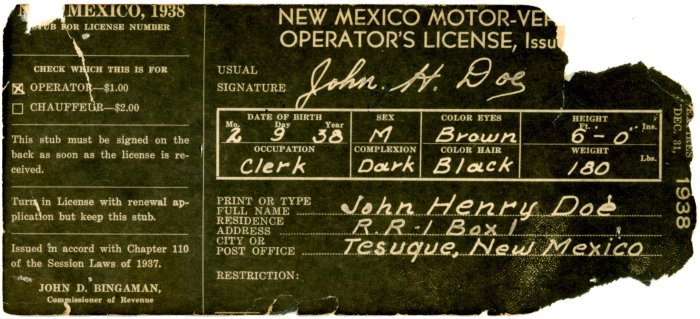 NEW MEXICO, 1938
STUB FOR LICENSE NUMBER
CHECK WHICH THIS IS FOR
OPERATOR—$1.00
CHAUFFEUR—$2.00
This stub must be signed on the
back as soon as the license is re-
ceived.
Turn in License with renewal ap-
plication but keep this stub.
Issued in accord with Chapter 110
of the Session Laws of 1937.
JOHN D. BINGAMAN,
Commissioner of Revenue
NEW MEXICO MOTOR-VEH
OPERATOR'S LICENSE, Issu
USUAL
SIGNATURE John. H. Doe
DATE OF BIRTH SEX COLOR EYES HEIGHT
Mo. Day Year Ft. Ins.
2 9 38 M Brown 6-0
OCCUPATION COMPLEXION COLOR HAIR WEIGHT
Clerk Dark Black 180 Lbs.
PRINT OR TYPE
FULL NAME John Henry Doe
RESIDENCE
ADDRESS R.R-1 Box 1
CITY OR
POST OFFICE Tesuque, New Mexico
RESTRICTION:
DEC. 31,
1938